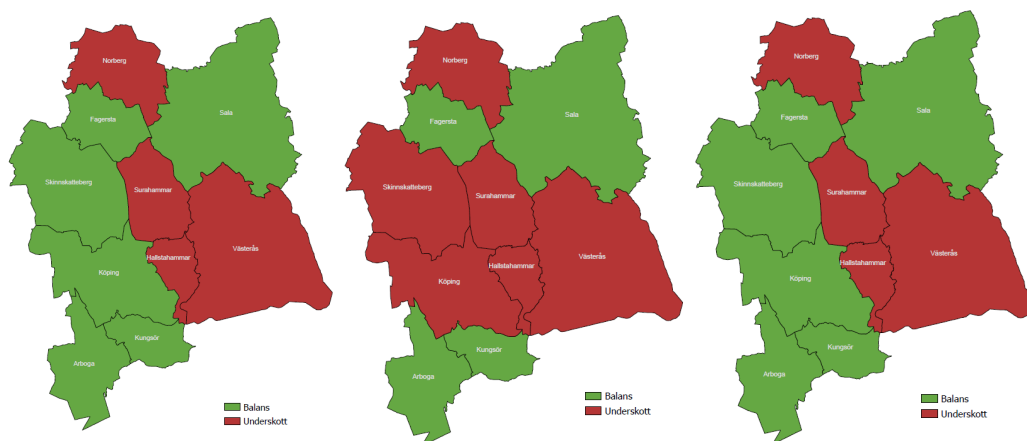 Norberg
Sala
Fagersta
Skinnskatteberg
Surahammar
Västerås
Hallstahammar
Köping
Kungsör
Arboga
Balans
Underskott
Norberg
Sala
Fagersta
Skinnskatteberg
Surahammar
Västerås
Hallstahammar
Köping
Kungsör
Arboga
Balans
Underskott
Norberg
Sala
Fagersta
Skinnskatteberg
Surahammar
Västerås
Hallstahammar
Köping
Kungsör
Arboga
Balans
Underskott